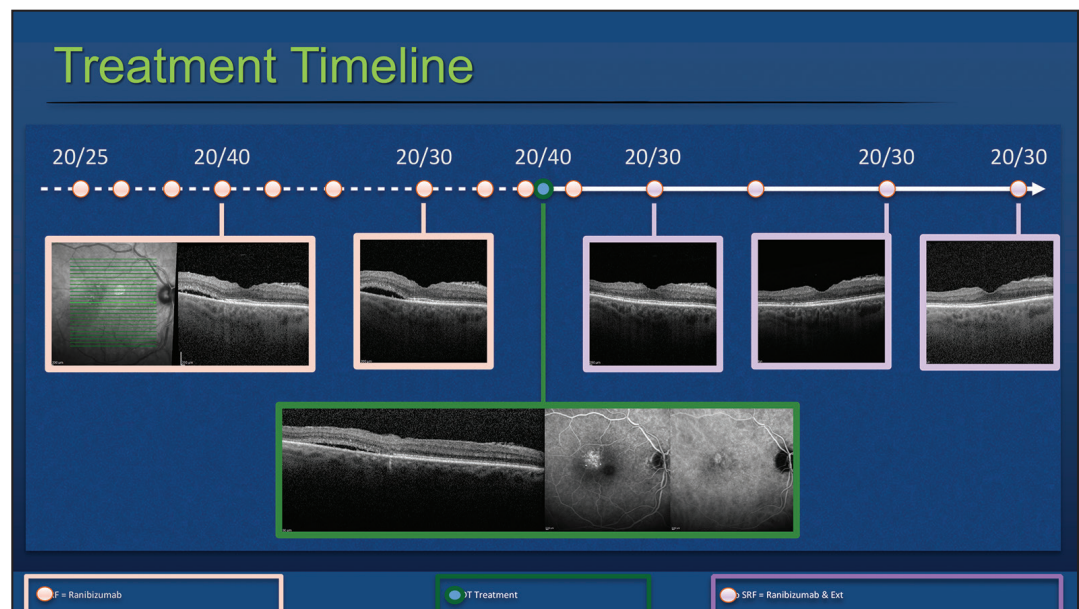 Treatment Timeline
20/25 20/40 20/30 20/40 20/30 20/30 20/30
F = Ranibizumab
OT Treatment
SRF = Ranibizumab & Ext